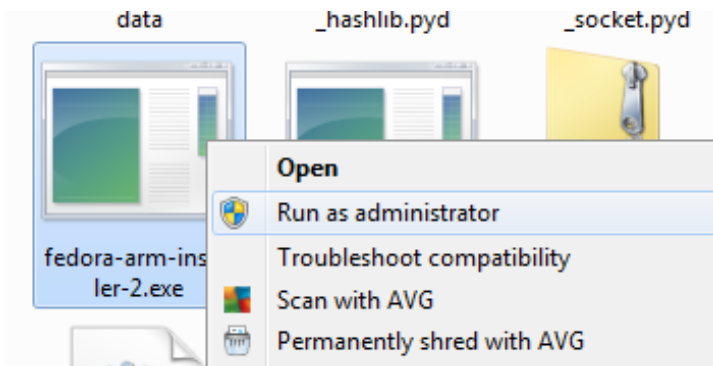 data
_hashlib.pyd
_socket.pyd
Open
Run as administrator
Troubleshoot compatibility
Scan with AVG
Permanently shred with AVG
fedora-arm-ins
ler-2.exe